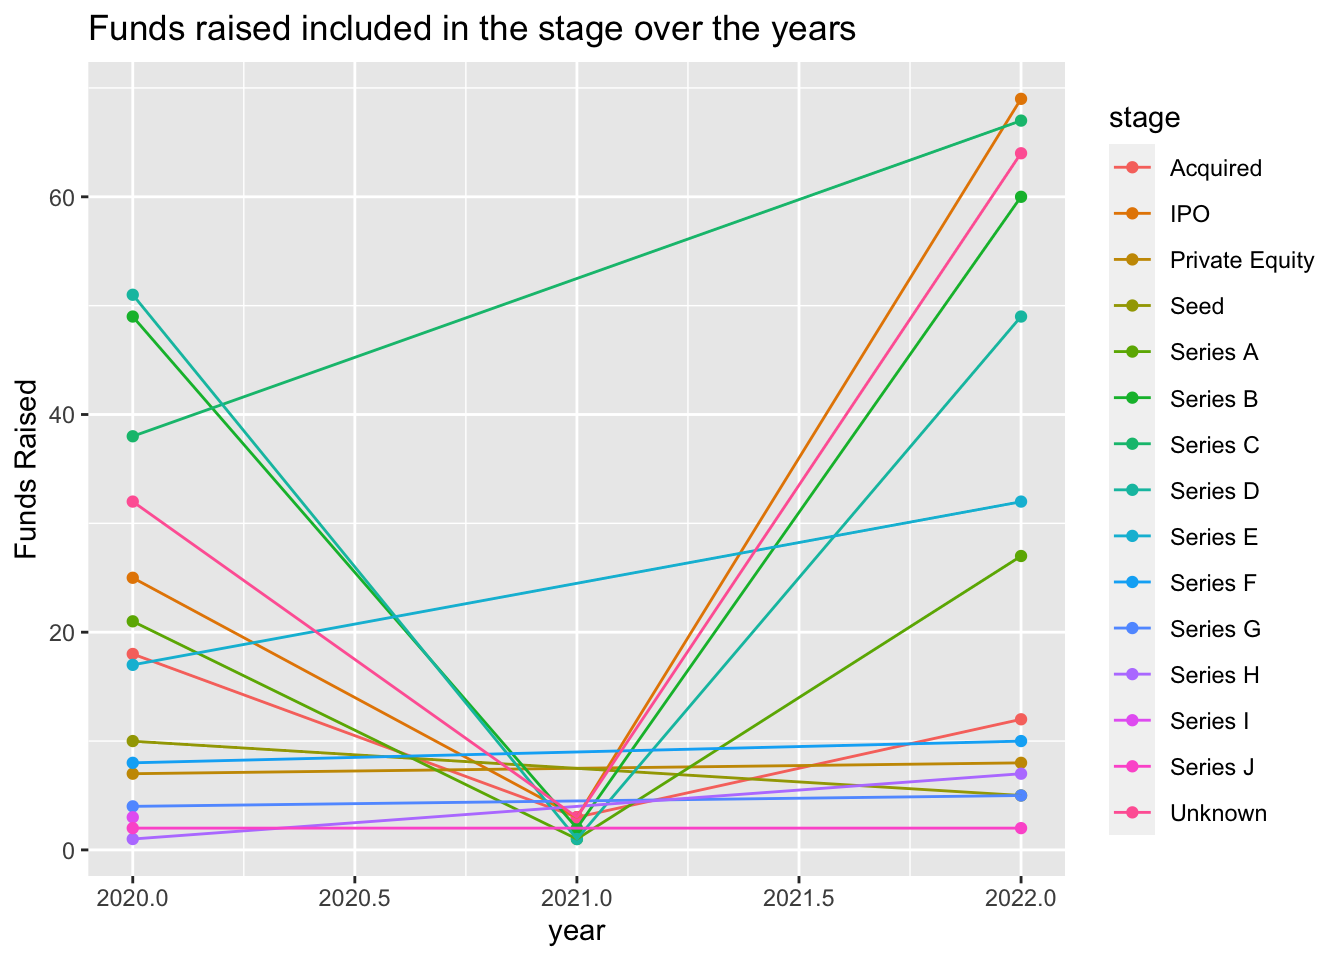 Funds raised included in the stage over the years
Funds Raised
60
40
20
0
2020.0 2020.5 2021.0 2021.5 2022.0
year
stage
Acquired
IPO
Private Equity
Seed
Series A
Series B
Series C
Series D
Series E
Series F
Series G
Series H
Series I
Series J
Unknown